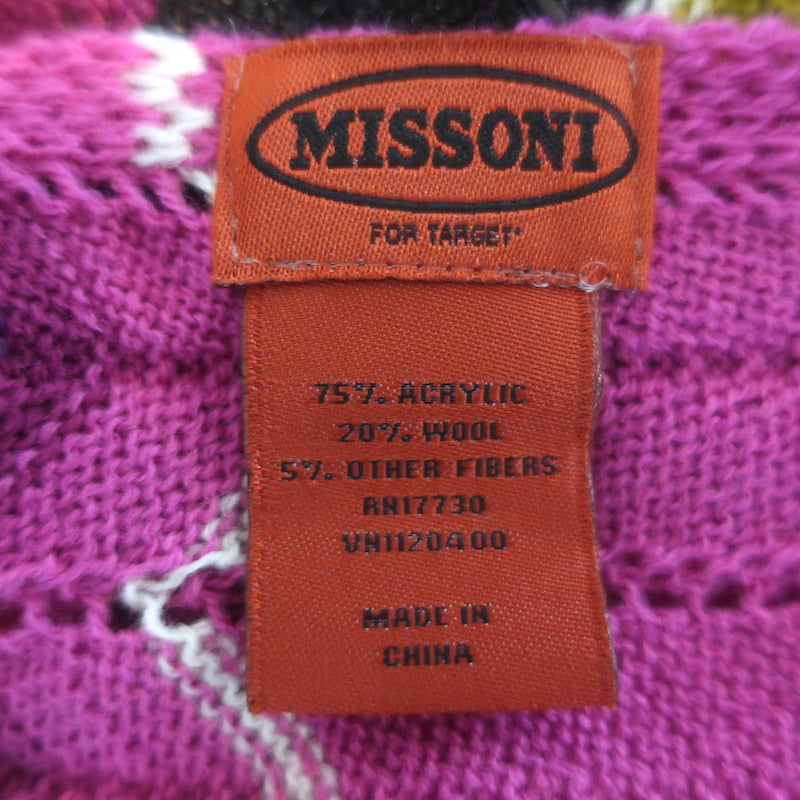 MISSONI
FOR TARGET*
75% ACRYLIC
20% WOOL
5% OTHER FIBERS
RN17730
VN1120400
MADE IN
CHINA